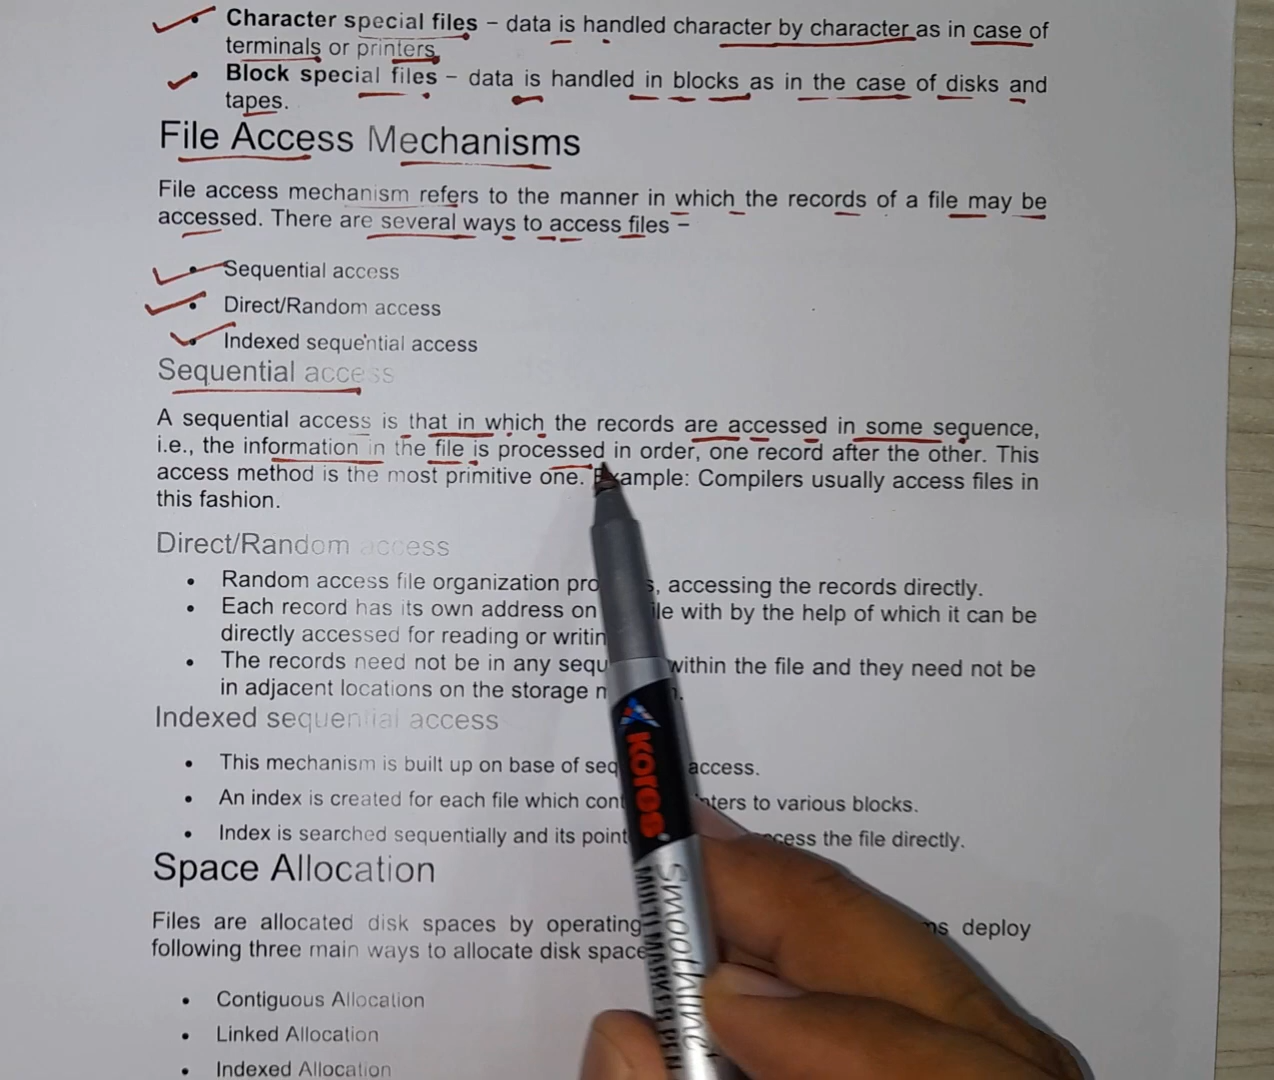 • Character special files – data is handled character by character as in case of
terminals or printers.
• Block special files – data is handled in blocks as in the case of disks and
tapes.
File Access Mechanisms
File access mechanism refers to the manner in which the records of a file may be
accessed. There are several ways to access files –
• Sequential access
• Direct/Random access
• Indexed sequential access
Sequential access
A sequential access is that in which the records are accessed in some sequence,
i.e., the information in the file is processed in order, one record after the other. This
access method is the most primitive one. Example: Compilers usually access files in
this fashion.
Direct/Random access
• Random access file organization accessing the records directly.
• Each record has its own address on with by the help of which it can be
directly accessed for reading or
• The records need not be in any within the file and they need not be
in adjacent locations on the storage
Indexed sequential access
• This mechanism is built up on base of access.
• An index is created for each file which to various blocks.
• Index is searched sequentially and its the file directly.
Space Allocation
Files are allocated disk spaces by operating deploy
following three main ways to allocate disk space
• Contiguous Allocation
• Linked Allocation
• Indexed Allocation
Kores
Smoothline
MULTI MARKER PEN